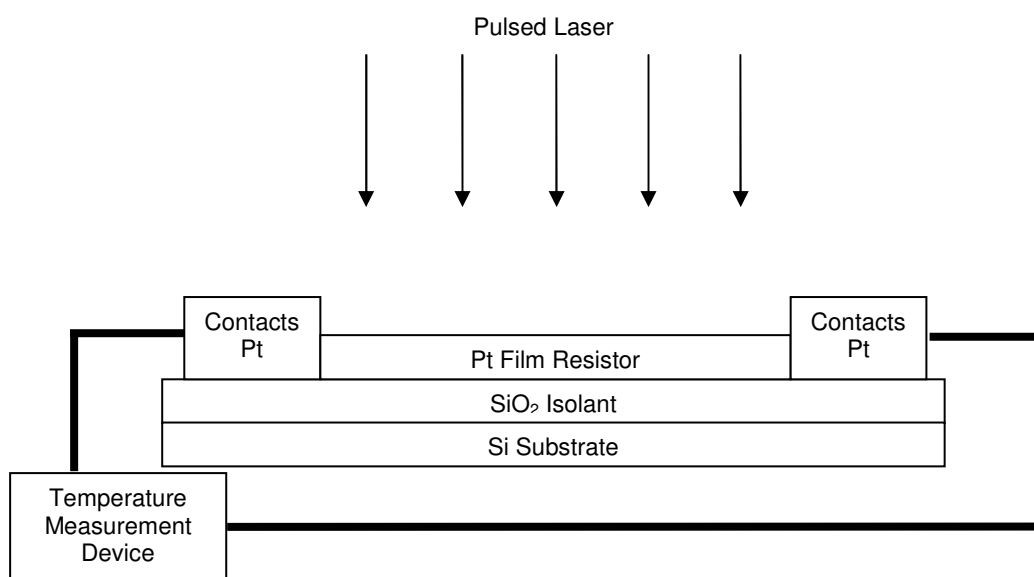 Pulsed Laser
Contacts
Pt
Contacts
Pt
Pt Film Resistor
SiO₂ Isolant
Si Substrate
Temperature
Measurement
Device